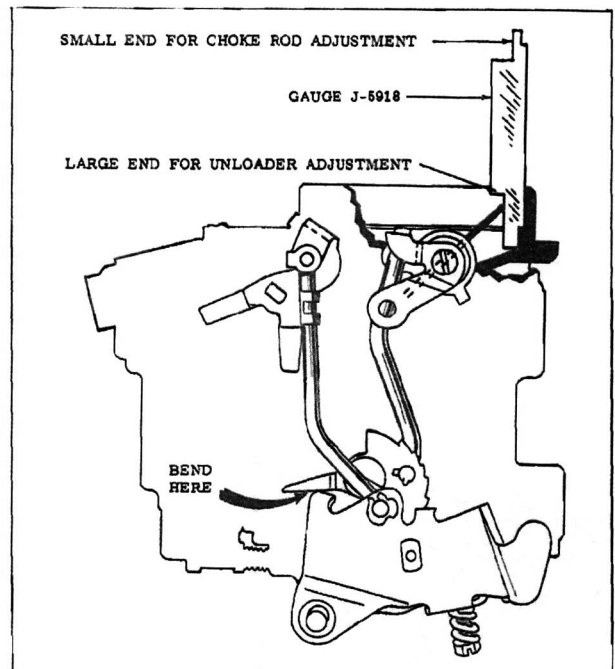 SMALL END FOR CHOKE ROD ADJUSTMENT
GAUGE J-5918
LARGE END FOR UNLOADER ADJUSTMENT
BEND
HERE